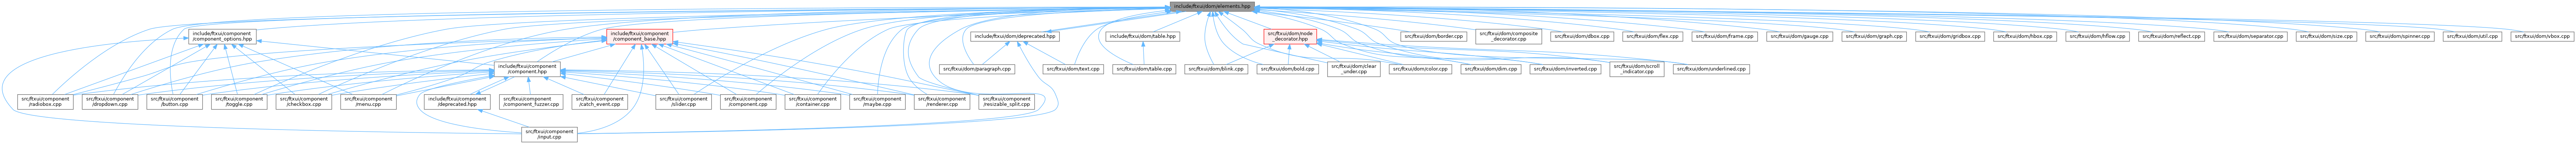 include/ftxui/dom/elements.hpp
include/ftxui/component
/component_options.hpp
include/ftxui/component
/component_base.hpp
include/ftxui/dom/deprecated.hpp
include/ftxui/dom/table.hpp
src/ftxui/dom/node
_decorator.hpp
src/ftxui/dom/border.cpp
src/ftxui/dom/composite
_decorator.cpp
src/ftxui/dom/dbox.cpp
src/ftxui/dom/flex.cpp
src/ftxui/dom/frame.cpp
src/ftxui/dom/gauge.cpp
src/ftxui/dom/graph.cpp
src/ftxui/dom/gridbox.cpp
src/ftxui/dom/hbox.cpp
src/ftxui/dom/hflow.cpp
src/ftxui/dom/reflect.cpp
src/ftxui/dom/separator.cpp
src/ftxui/dom/size.cpp
src/ftxui/dom/spinner.cpp
src/ftxui/dom/util.cpp
src/ftxui/dom/vbox.cpp
include/ftxui/component
/component.hpp
src/ftxui/dom/paragraph.cpp
src/ftxui/dom/text.cpp
src/ftxui/dom/table.cpp
src/ftxui/dom/blink.cpp
src/ftxui/dom/bold.cpp
src/ftxui/dom/clear
_under.cpp
src/ftxui/dom/color.cpp
src/ftxui/dom/dim.cpp
src/ftxui/dom/inverted.cpp
src/ftxui/dom/scroll
_indicator.cpp
src/ftxui/dom/underlined.cpp
src/ftxui/component
/radiobox.cpp
src/ftxui/component
/dropdown.cpp
src/ftxui/component
/button.cpp
src/ftxui/component
/toggle.cpp
src/ftxui/component
/checkbox.cpp
src/ftxui/component
/menu.cpp
include/ftxui/component
/deprecated.hpp
src/ftxui/component
/component_fuzzer.cpp
src/ftxui/component
/catch_event.cpp
src/ftxui/component
/slider.cpp
src/ftxui/component
/component.cpp
src/ftxui/component
/container.cpp
src/ftxui/component
/maybe.cpp
src/ftxui/component
/renderer.cpp
src/ftxui/component
/resizable_split.cpp
src/ftxui/component
/input.cpp